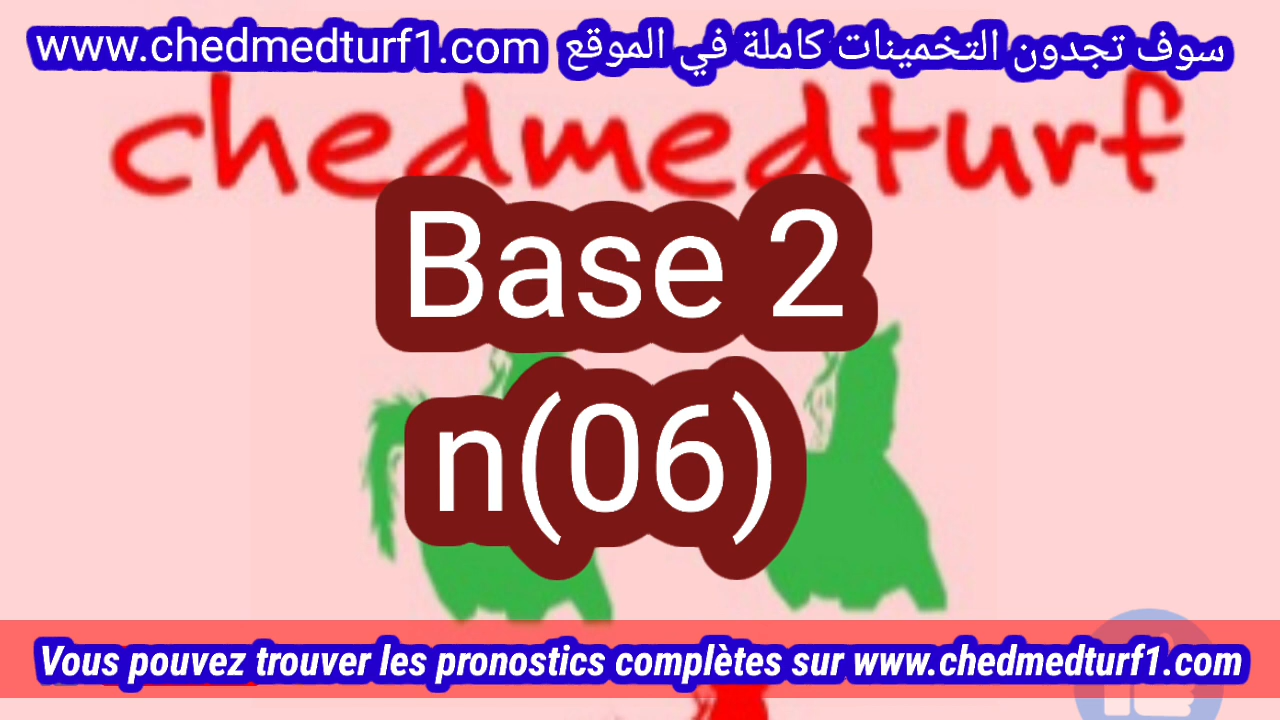 www.chedmedturf1.com سوف تجدون التخمينات كاملة في الموقع
chedmedturf
Base 2
n(06)
Vous pouvez trouver les pronostics complètes sur www.chedmedturf1.com